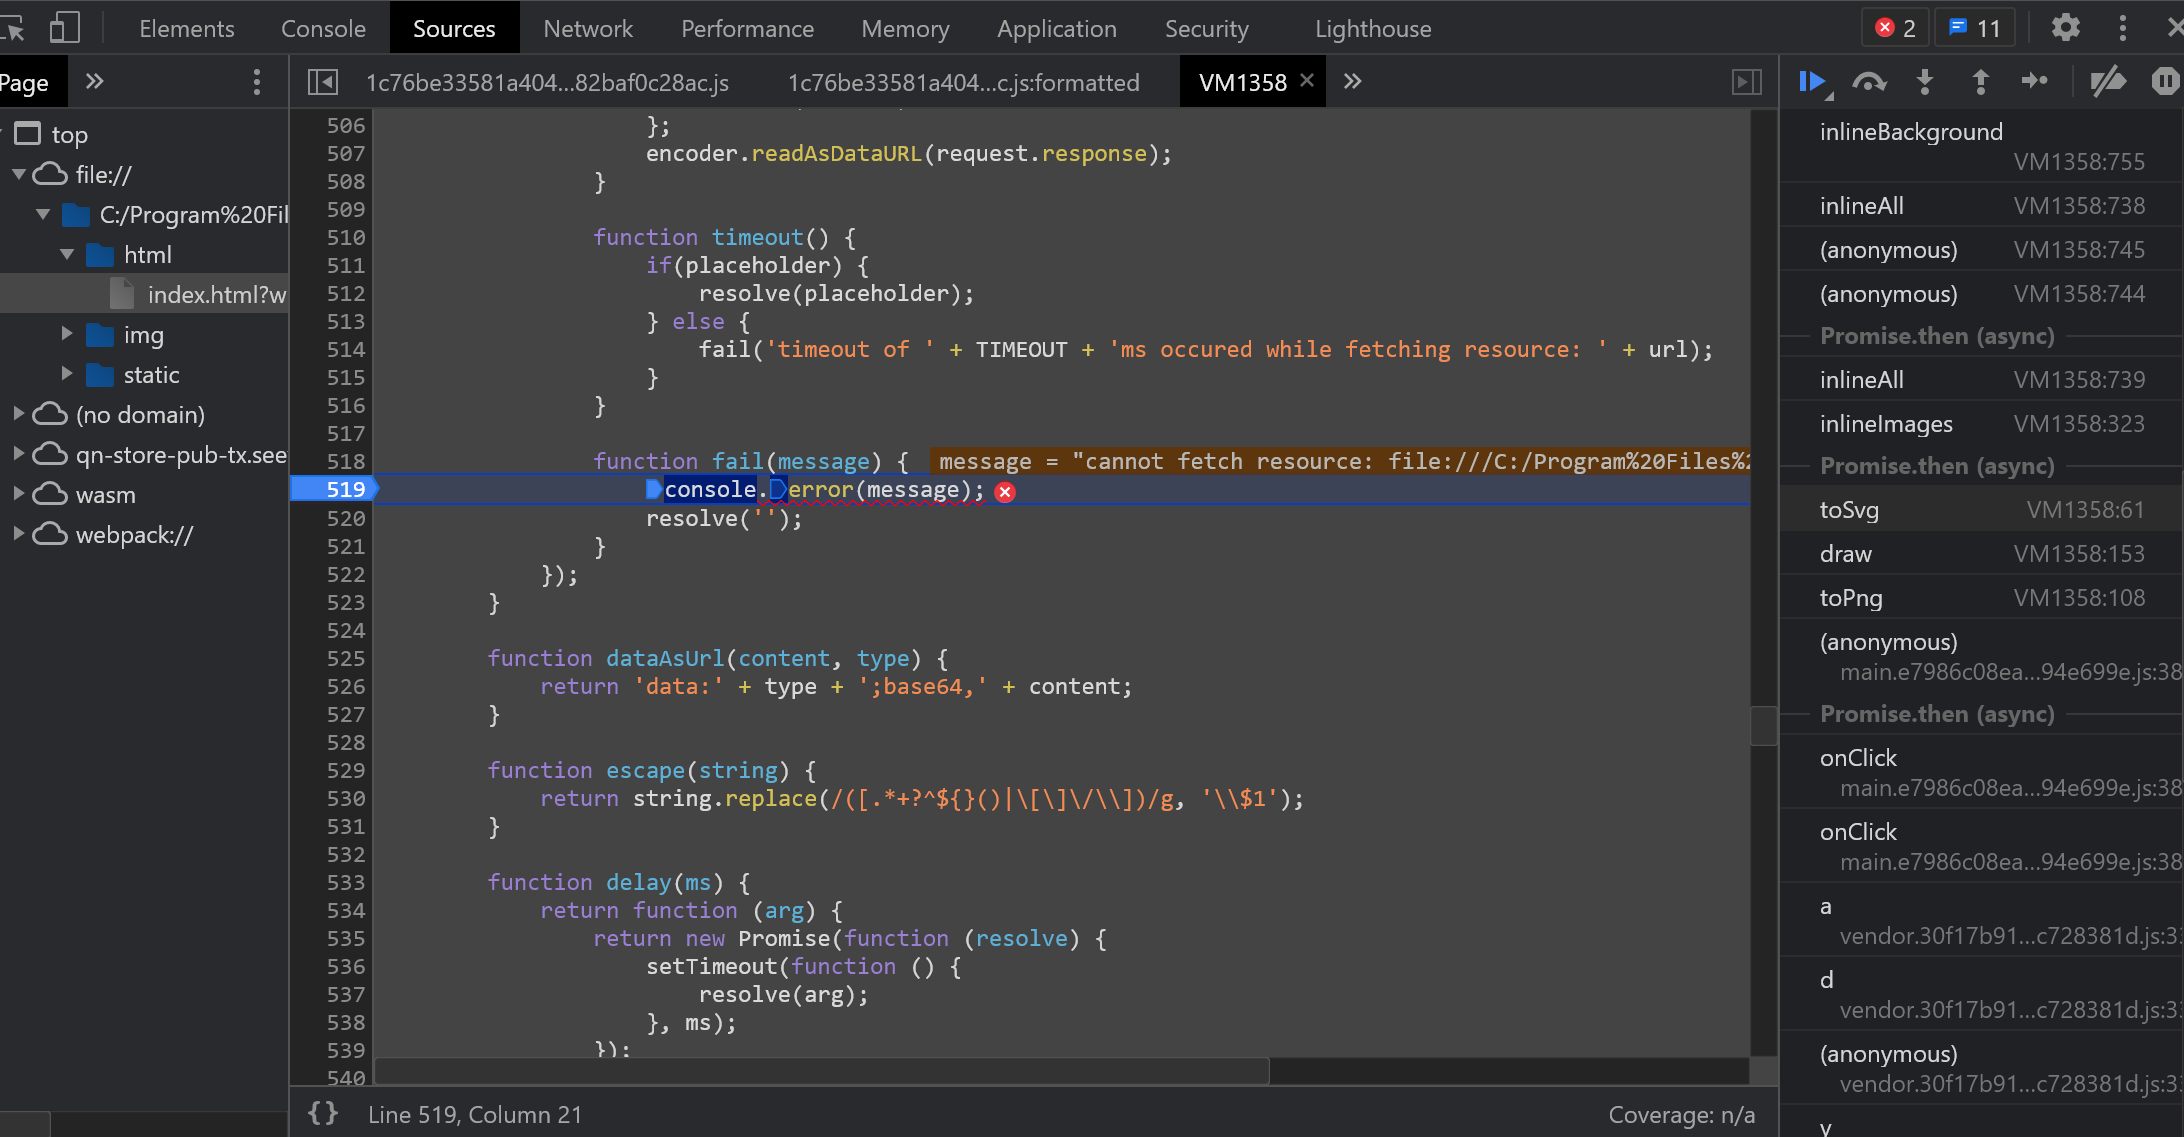 Elements Console Sources Network Performance Memory Application Security Lighthouse 2 11
Page 1c76be33581a404...82baf0c28ac.js 1c76be33581a404...c.js:formatted VM1358
top
file://
C:/Program%20Fil
html
index.html?w
img
static
(no domain)
qn-store-pub-tx.see
wasm
webpack://
506 };
507 encoder.readAsDataURL(request.response);
508 }
509
510 function timeout() {
511 if(placeholder) {
512 resolve(placeholder);
513 } else {
514 fail('timeout of ' + TIMEOUT + 'ms occured while fetching resource: ' + url);
515 }
516 }
517
518 function fail(message) { message = "cannot fetch resource: file:///C:/Program%20Files%2
519 console.error(message);
520 resolve('');
521 }
522 });
523 }
524
525 function dataAsUrl(content, type) {
526 return 'data:' + type + ';base64,' + content;
527 }
528
529 function escape(string) {
530 return string.replace(/([.*+?^${}()|\[\]\/\\])/g, '\\$1');
531 }
532
533 function delay(ms) {
534 return function (arg) {
535 return new Promise(function (resolve) {
536 setTimeout(function () {
537 resolve(arg);
538 }, ms);
539 });
540
{} Line 519, Column 21 Coverage: n/a
inlineBackground
VM1358:755
inlineAll VM1358:738
(anonymous) VM1358:745
(anonymous) VM1358:744
Promise.then (async)
inlineAll VM1358:739
inlineImages VM1358:323
Promise.then (async)
toSvg VM1358:61
draw VM1358:153
toPng VM1358:108
(anonymous)
main.e7986c08ea...94e699e.js:38
Promise.then (async)
onClick
main.e7986c08ea...94e699e.js:38
onClick
main.e7986c08ea...94e699e.js:38
a
vendor.30f17b91...c728381d.js:33
d
vendor.30f17b91...c728381d.js:33
(anonymous)
vendor.30f17b91...c728381d.js:33